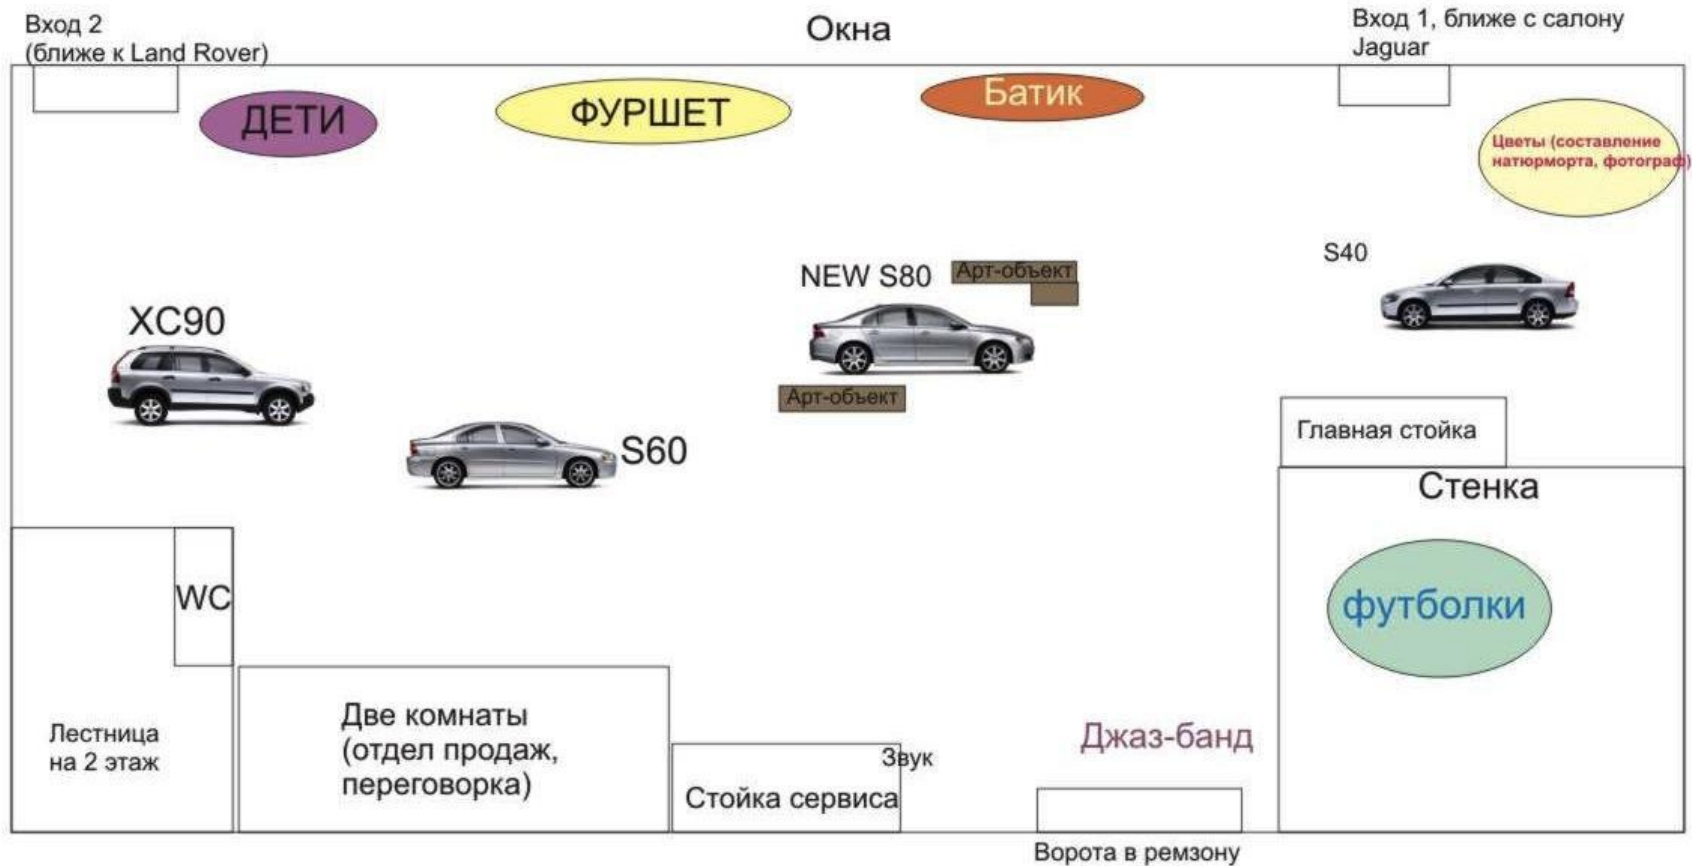 Вход 2
(ближе к Land Rover)
Окна
Вход 1, ближе с салону
Jaguar
ДЕТИ
ФУРШЕТ
Батик
Цветы (составление
натюрморта, фотограф)
S40
NEW S80
Арт-объект
XC90
Арт-объект
S60
Главная стойка
Стенка
WC
футболки
Лестница
на 2 этаж
Две комнаты
(отдел продаж,
переговорка)
Звук
Джаз-банд
Стойка сервиса
Ворота в ремзону